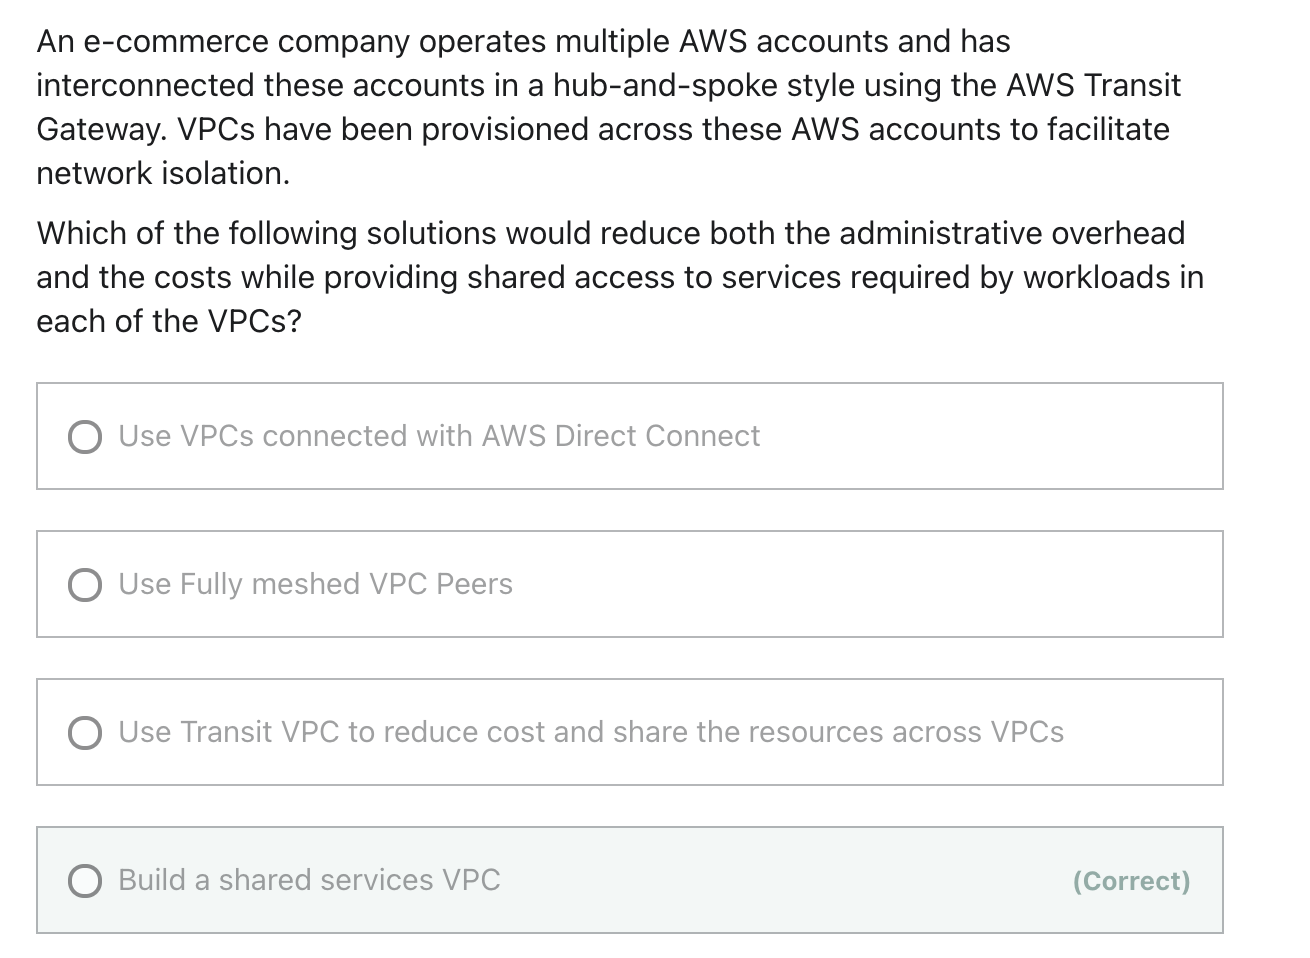 An e-commerce company operates multiple AWS accounts and has
interconnected these accounts in a hub-and-spoke style using the AWS Transit
Gateway. VPCs have been provisioned across these AWS accounts to facilitate
network isolation.
Which of the following solutions would reduce both the administrative overhead
and the costs while providing shared access to services required by workloads in
each of the VPCs?
Use VPCs connected with AWS Direct Connect
Use Fully meshed VPC Peers
Use Transit VPC to reduce cost and share the resources across VPCs
Build a shared services VPC (Correct)